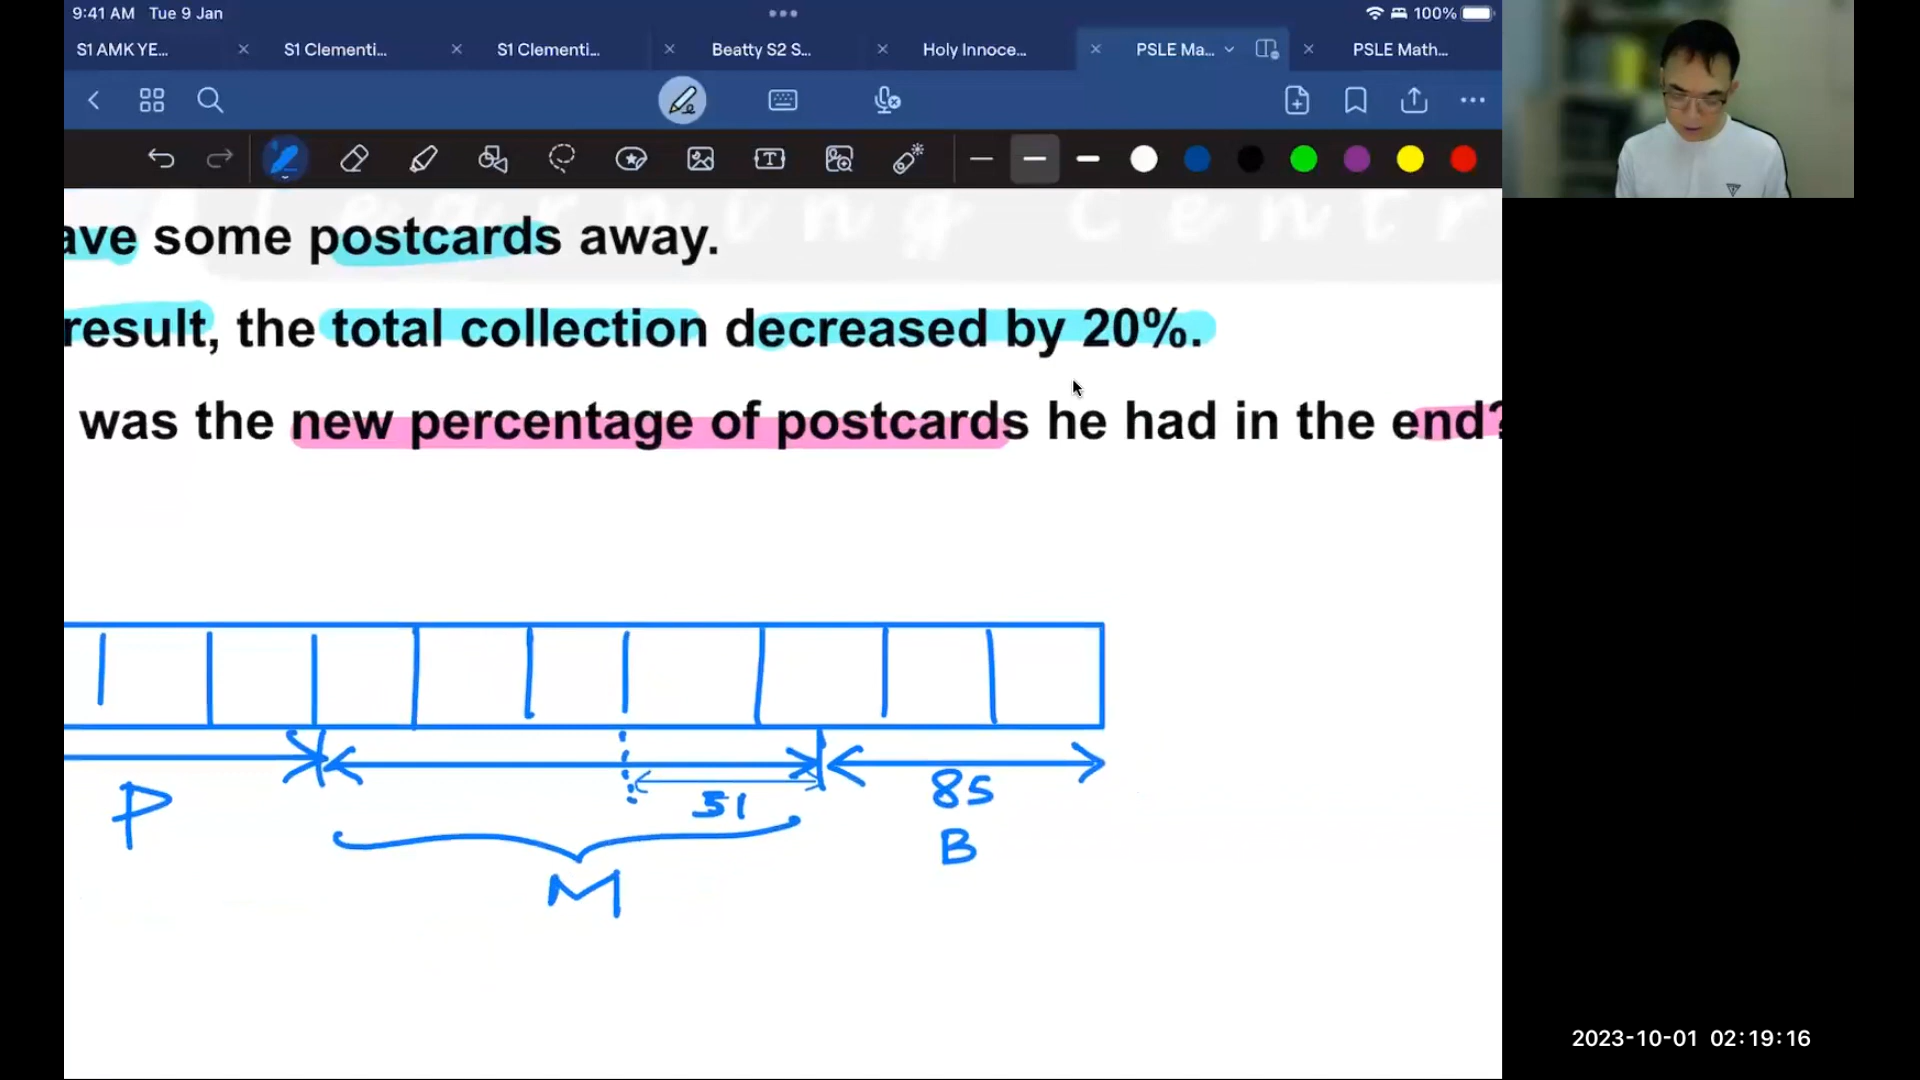 9:41 AM Tue 9 Jan
100%
S1 AMK YE...
S1 Clementi...
S1 Clementi...
Beatty S2 S...
Holy Innoce...
PSLE Ma...
PSLE Math...
learning Centr
ave some postcards away.
result, the total collection decreased by 20%.
was the new percentage of postcards he had in the end?
P
51
85
M
B
2023-10-01 02:19:16